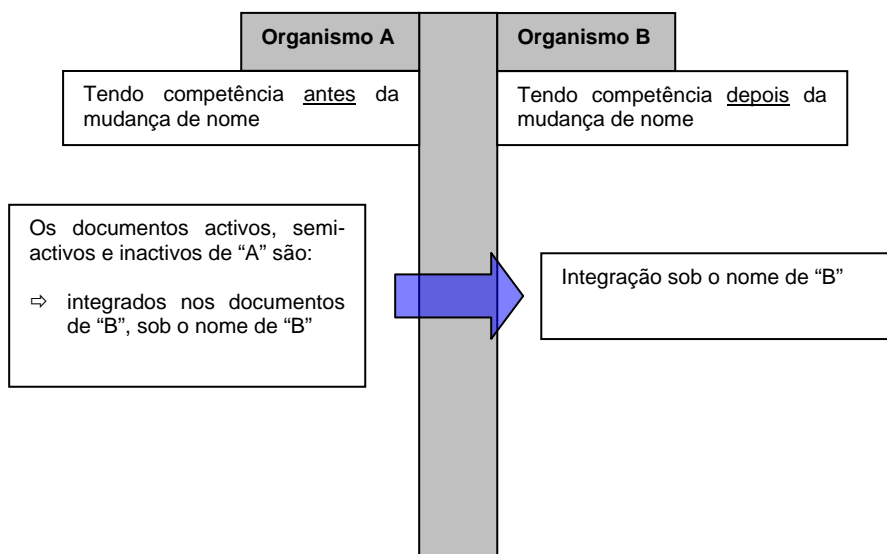 Organismo A
Organismo B
Tendo competência antes da
mudança de nome
Tendo competência depois da
mudança de nome
Os documentos activos, semi-
activos e inactivos de “A” são:
⇨ integrados nos documentos
de “B”, sob o nome de “B”
Integração sob o nome de “B”